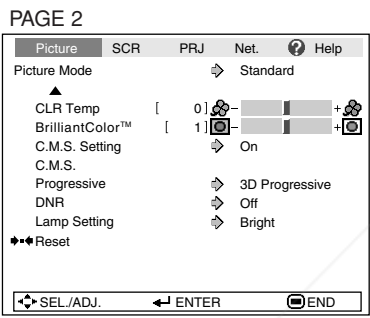 PAGE 2
Picture SCR PRJ Net. ? Help
Picture Mode Standard
CLR Temp [ 0] - +
BrilliantColor™ [ 1] - +
C.M.S. Setting On
C.M.S.
Progressive 3D Progressive
DNR Off
Lamp Setting Bright
Reset
SEL./ADJ. ENTER END